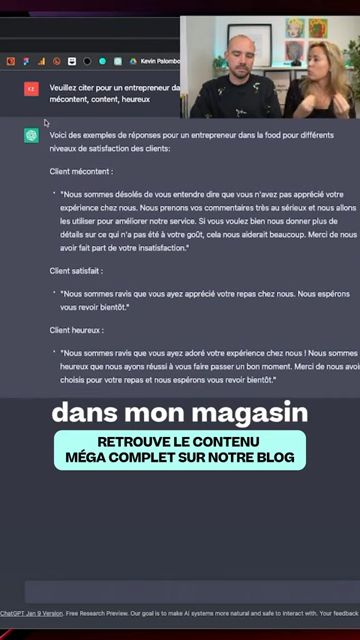 Kevin Palombo
KE
Veuillez citer pour un entrepreneur da
mécontent, content, heureux
Voici des exemples de réponses pour un entrepreneur dans la food pour différents
niveaux de satisfaction des clients:
Client mécontent :
• "Nous sommes désolés de vous entendre dire que vous n'avez pas apprécié votre
expérience chez nous. Nous prenons vos commentaires très au sérieux et nous allons
les utiliser pour améliorer notre service. Si vous voulez bien nous donner plus de
détails sur ce qui n'a pas été à votre goût, cela nous aiderait beaucoup. Merci de nous
avoir fait part de votre insatisfaction."
Client satisfait :
• "Nous sommes ravis que vous ayez apprécié votre repas chez nous. Nous espérons
vous revoir bientôt."
Client heureux :
• "Nous sommes ravis que vous ayez adoré votre expérience chez nous ! Nous sommes
heureux que nous ayons réussi à vous faire passer un bon moment. Merci de nous avoir
choisis pour votre repas et nous espérons vous revoir bientôt."
dans mon magasin
RETROUVE LE CONTENU
MÉGA COMPLET SUR NOTRE BLOG
ChatGPT Jan 9 Version. Free Research Preview. Our goal is to make AI systems more natural and safe to interact with. Your feedback